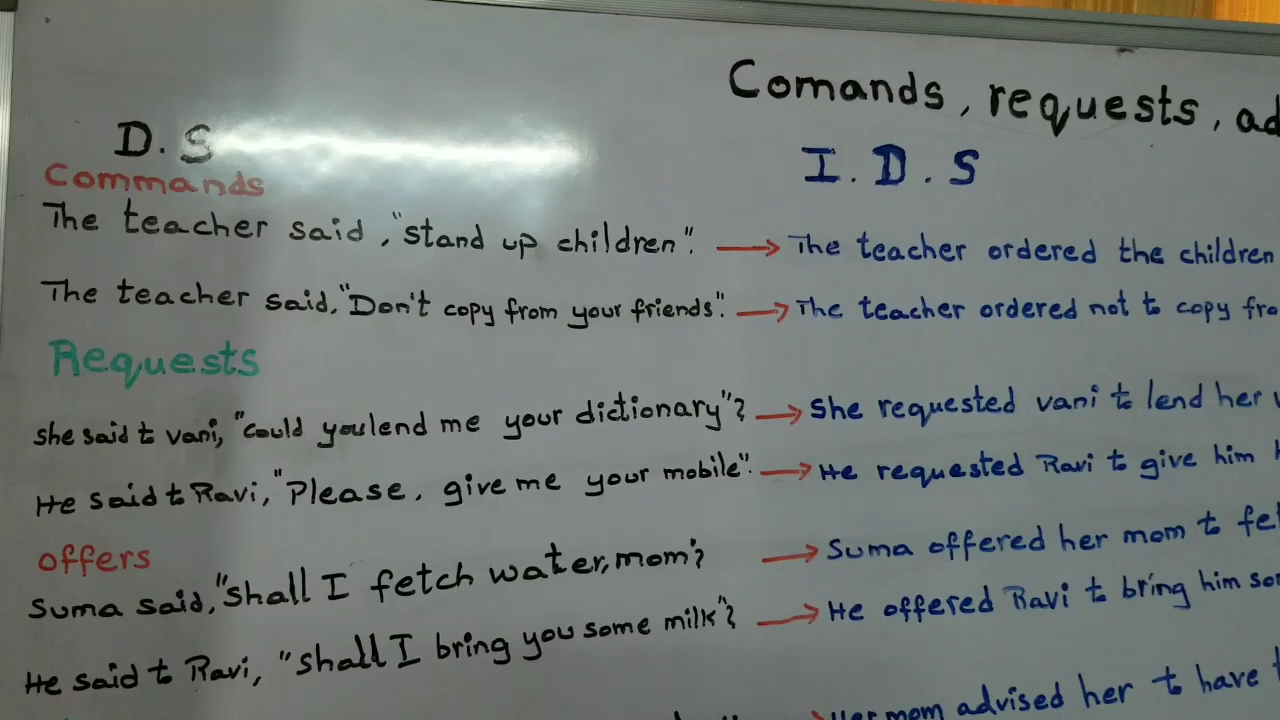 Comands, requests, ad
D.S
I.D.S
Commands
The teacher said, "stand up children". → The teacher ordered the children
The teacher said, "Don't copy from your friends". → The teacher ordered not to copy fro
Requests
she said to vani, "could you lend me your dictionary"? → She requested vani to lend her
He said to Ravi, "Please, give me your mobile". → He requested Ravi to give him
offers
Suma said, "shall I fetch water, mom"? → Suma offered her mom to fet
He said to Ravi, "shall I bring you some milk"? → He offered Ravi to bring him som
Her mom advised her to have